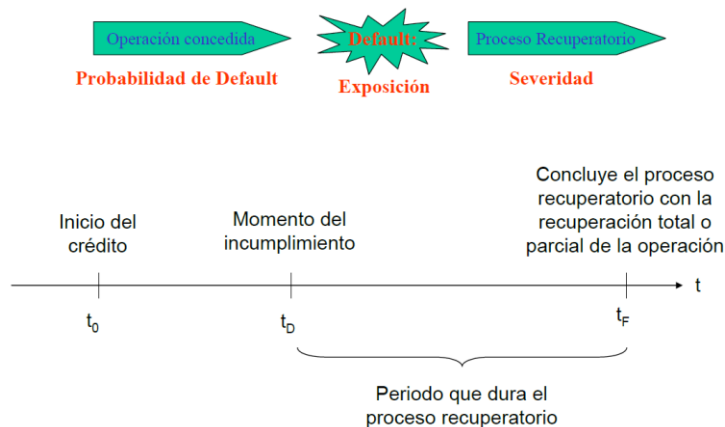 Operación concedida
Default:
Proceso Recuperatorio
Probabilidad de Default
Exposición
Severidad
Inicio del
crédito
Momento del
incumplimiento
Concluye el proceso
recuperatorio con la
recuperación total o
parcial de la operación
t
t0
tD
tF
Periodo que dura el
proceso recuperatorio